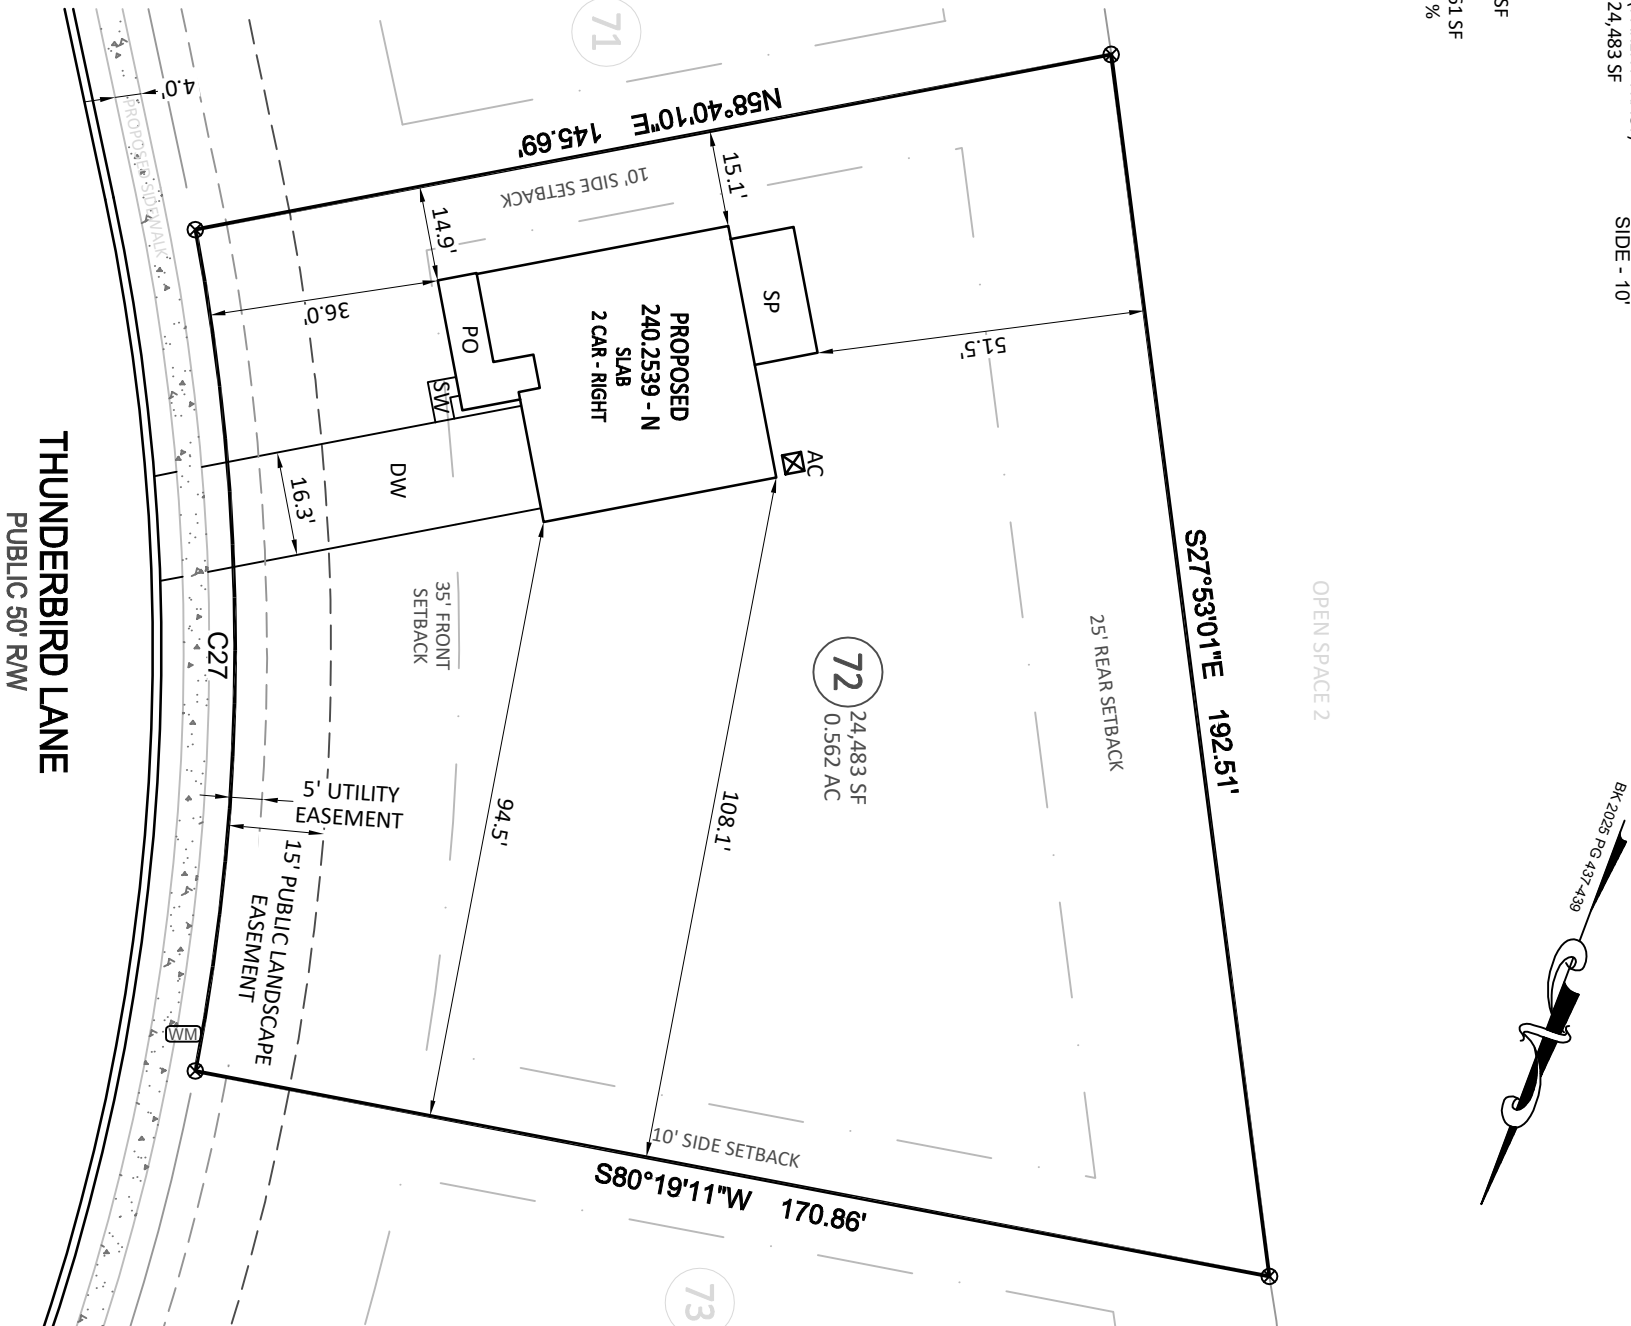 SF
61 SF
%
24,483 SF
SIDE - 10'
71
N58°40'10"E 145.69'
10' SIDE SETBACK
15.1'
14.9'
4.0'
PROPOSED SIDEWALK
36.0'
51.5'
SP
PO
SW
AC
PROPOSED
240.2539 - N
SLAB
2 CAR - RIGHT
DW
16.3'
35' FRONT
SETBACK
C27
THUNDERBIRD LANE
PUBLIC 50' R/W
S27°53'01"E 192.51'
25' REAR SETBACK
OPEN SPACE 2
72
24,483 SF
0.562 AC
108.1'
94.5'
5' UTILITY
EASEMENT
15' PUBLIC LANDSCAPE
EASEMENT
WM
10' SIDE SETBACK
S80°19'11"W 170.86'
73
BK 2025 PG 437-439